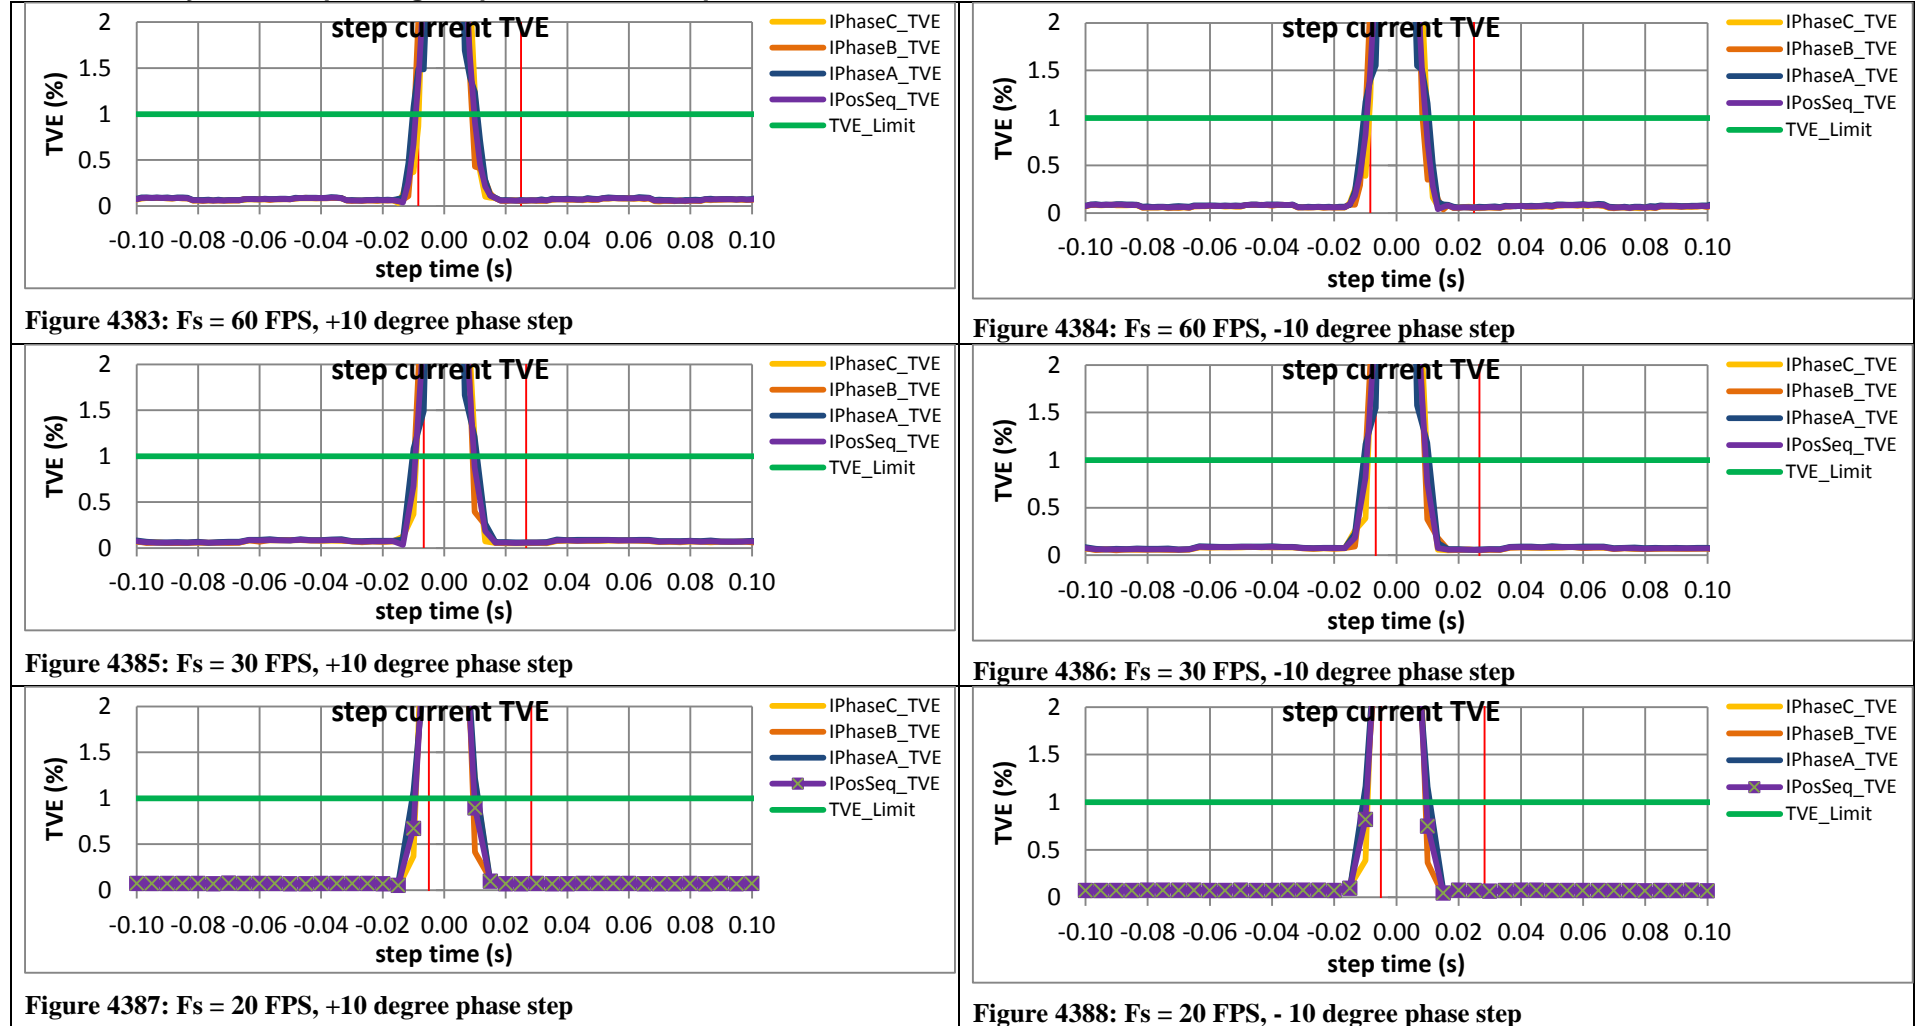 step current TVE
2
1.5
1
0.5
0
TVE (%)
-0.10 -0.08 -0.06 -0.04 -0.02 0.00 0.02 0.04 0.06 0.08 0.10
step time (s)
IPhaseC_TVE
IPhaseB_TVE
IPhaseA_TVE
IPosSeq_TVE
TVE_Limit
Figure 4383: Fs = 60 FPS, +10 degree phase step
step current TVE
2
1.5
1
0.5
0
TVE (%)
-0.10 -0.08 -0.06 -0.04 -0.02 0.00 0.02 0.04 0.06 0.08 0.10
step time (s)
IPhaseC_TVE
IPhaseB_TVE
IPhaseA_TVE
IPosSeq_TVE
TVE_Limit
Figure 4384: Fs = 60 FPS, -10 degree phase step
step current TVE
2
1.5
1
0.5
0
TVE (%)
-0.10 -0.08 -0.06 -0.04 -0.02 0.00 0.02 0.04 0.06 0.08 0.10
step time (s)
IPhaseC_TVE
IPhaseB_TVE
IPhaseA_TVE
IPosSeq_TVE
TVE_Limit
Figure 4385: Fs = 30 FPS, +10 degree phase step
step current TVE
2
1.5
1
0.5
0
TVE (%)
-0.10 -0.08 -0.06 -0.04 -0.02 0.00 0.02 0.04 0.06 0.08 0.10
step time (s)
IPhaseC_TVE
IPhaseB_TVE
IPhaseA_TVE
IPosSeq_TVE
TVE_Limit
Figure 4386: Fs = 30 FPS, -10 degree phase step
step current TVE
2
1.5
1
0.5
0
TVE (%)
-0.10 -0.08 -0.06 -0.04 -0.02 0.00 0.02 0.04 0.06 0.08 0.10
step time (s)
IPhaseC_TVE
IPhaseB_TVE
IPhaseA_TVE
IPosSeq_TVE
TVE_Limit
Figure 4387: Fs = 20 FPS, +10 degree phase step
step current TVE
2
1.5
1
0.5
0
TVE (%)
-0.10 -0.08 -0.06 -0.04 -0.02 0.00 0.02 0.04 0.06 0.08 0.10
step time (s)
IPhaseC_TVE
IPhaseB_TVE
IPhaseA_TVE
IPosSeq_TVE
TVE_Limit
Figure 4388: Fs = 20 FPS, - 10 degree phase step